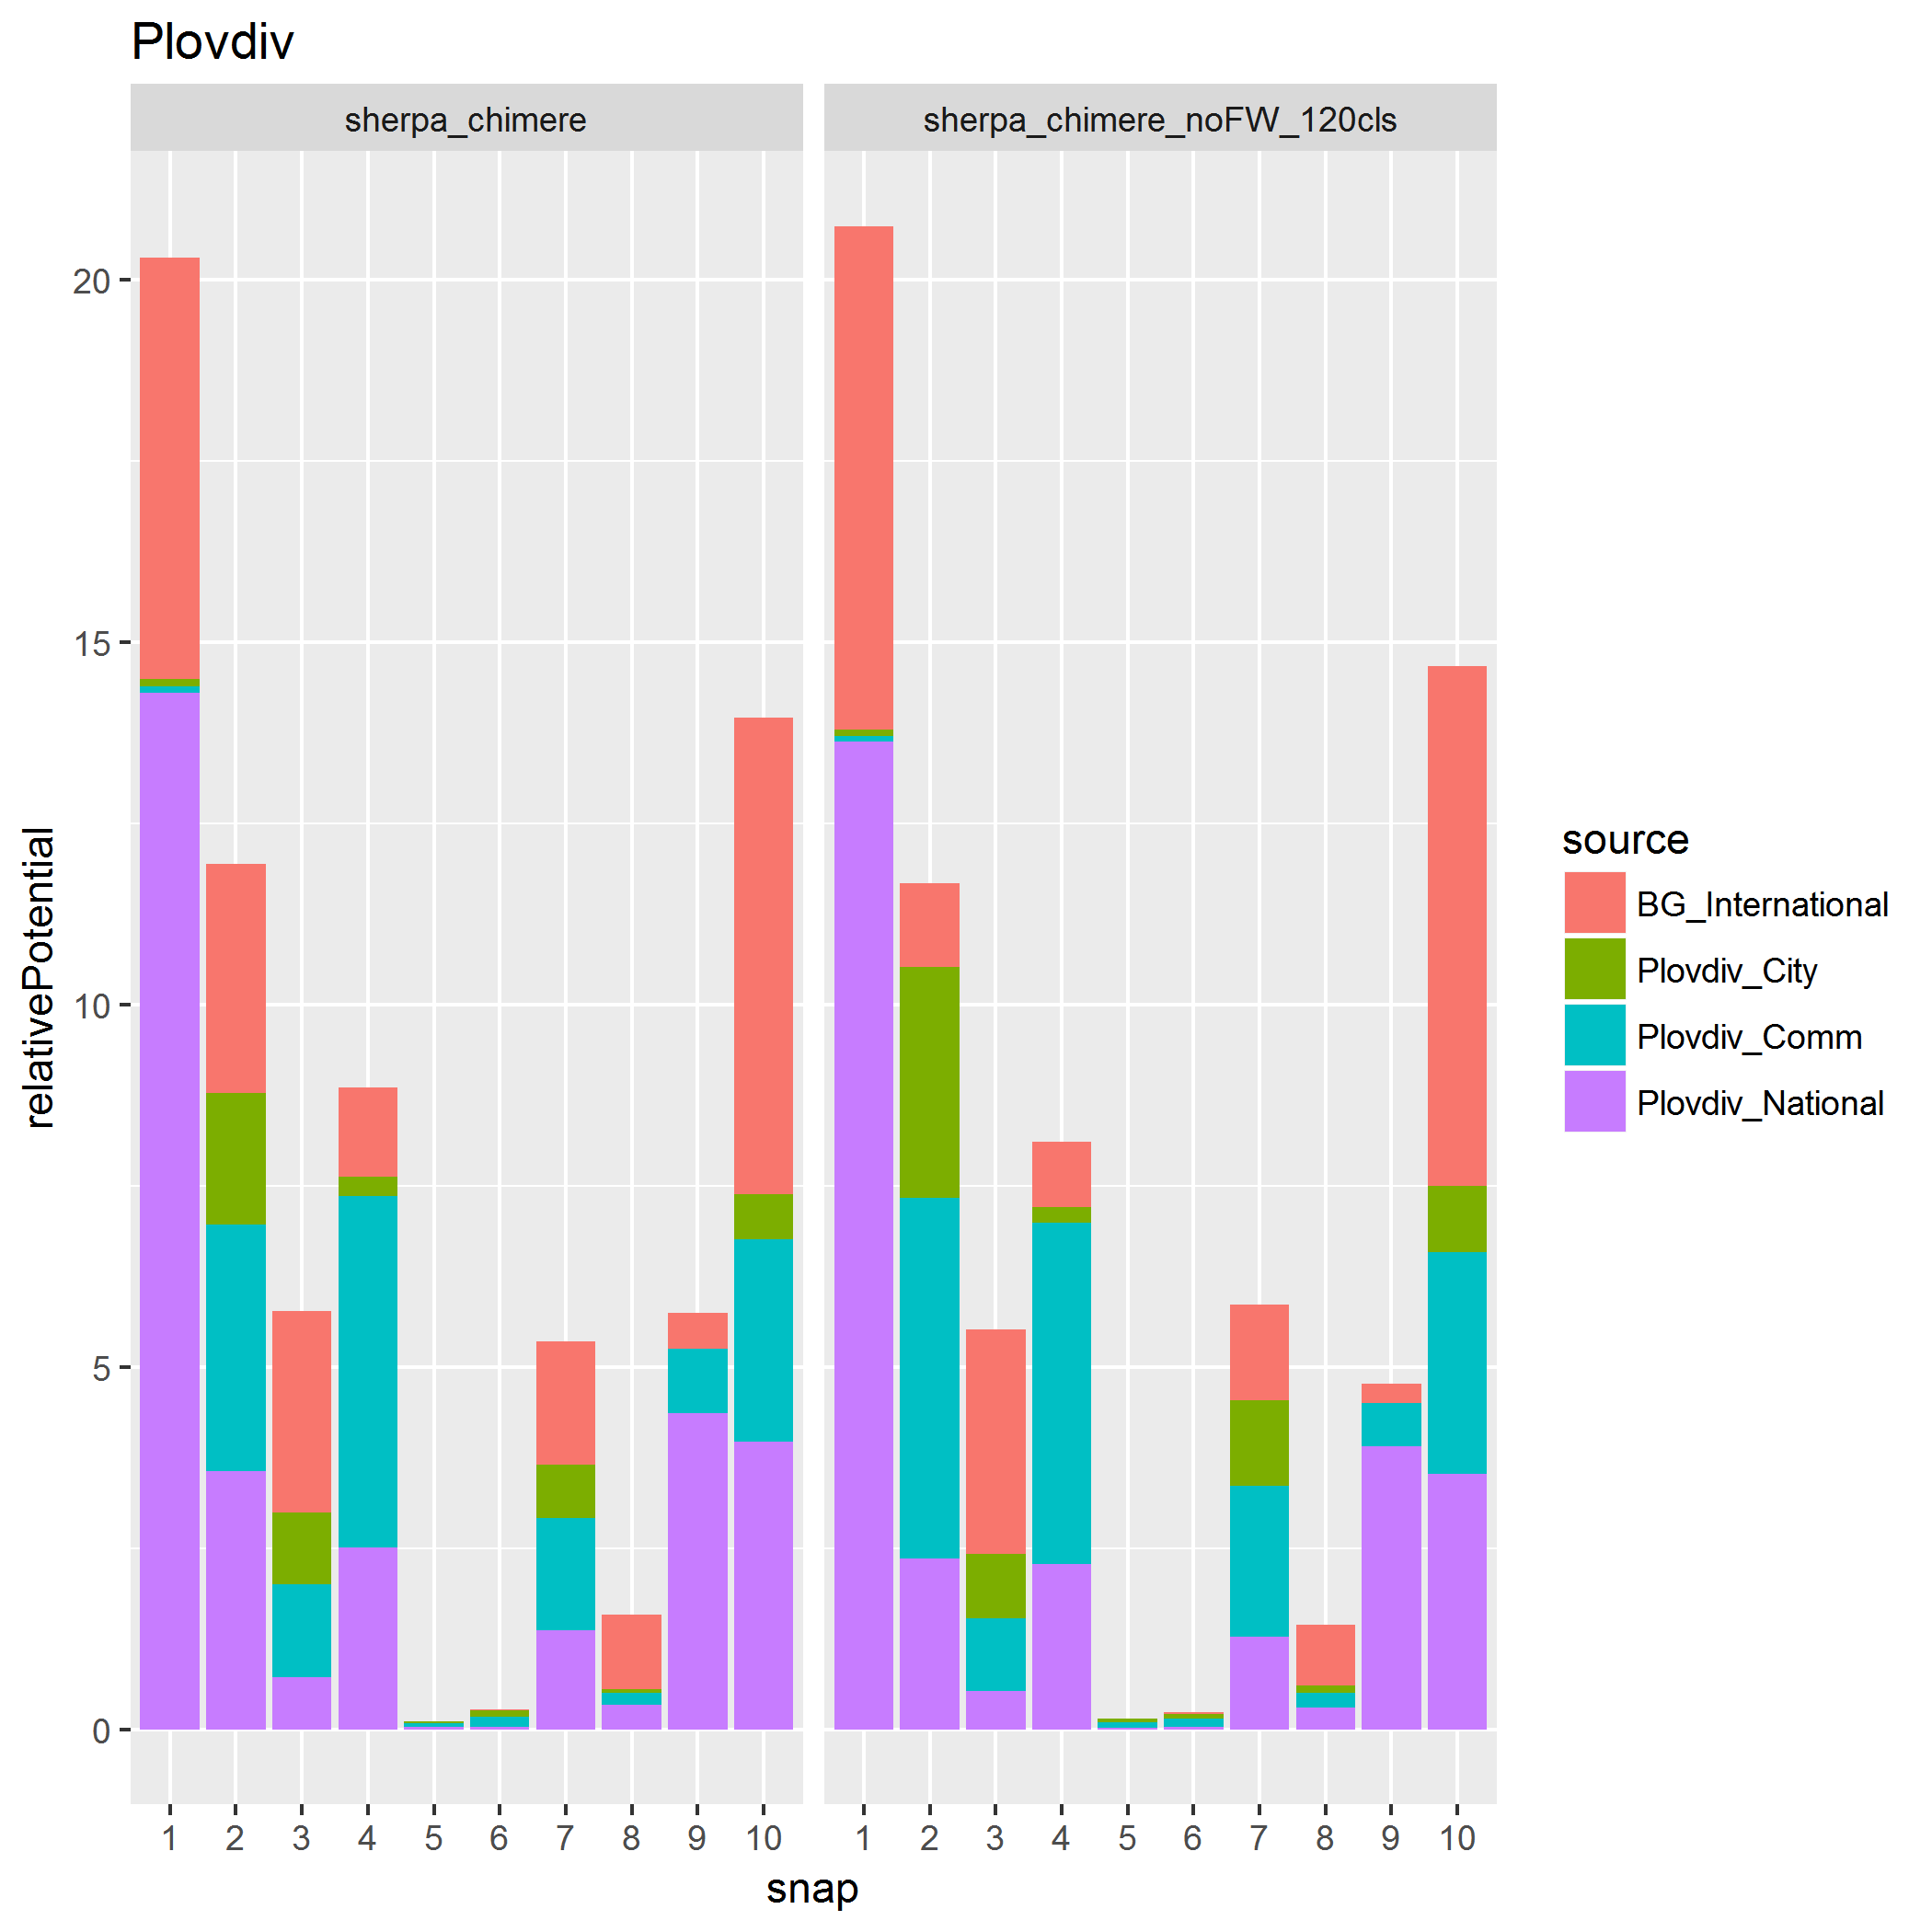 Plovdiv
sherpa_chimere
sherpa_chimere_noFW_120cls
20
15
10
5
0
relativePotential
1 2 3 4 5 6 7 8 9 10
1 2 3 4 5 6 7 8 9 10
snap
source
BG_International
Plovdiv_City
Plovdiv_Comm
Plovdiv_National